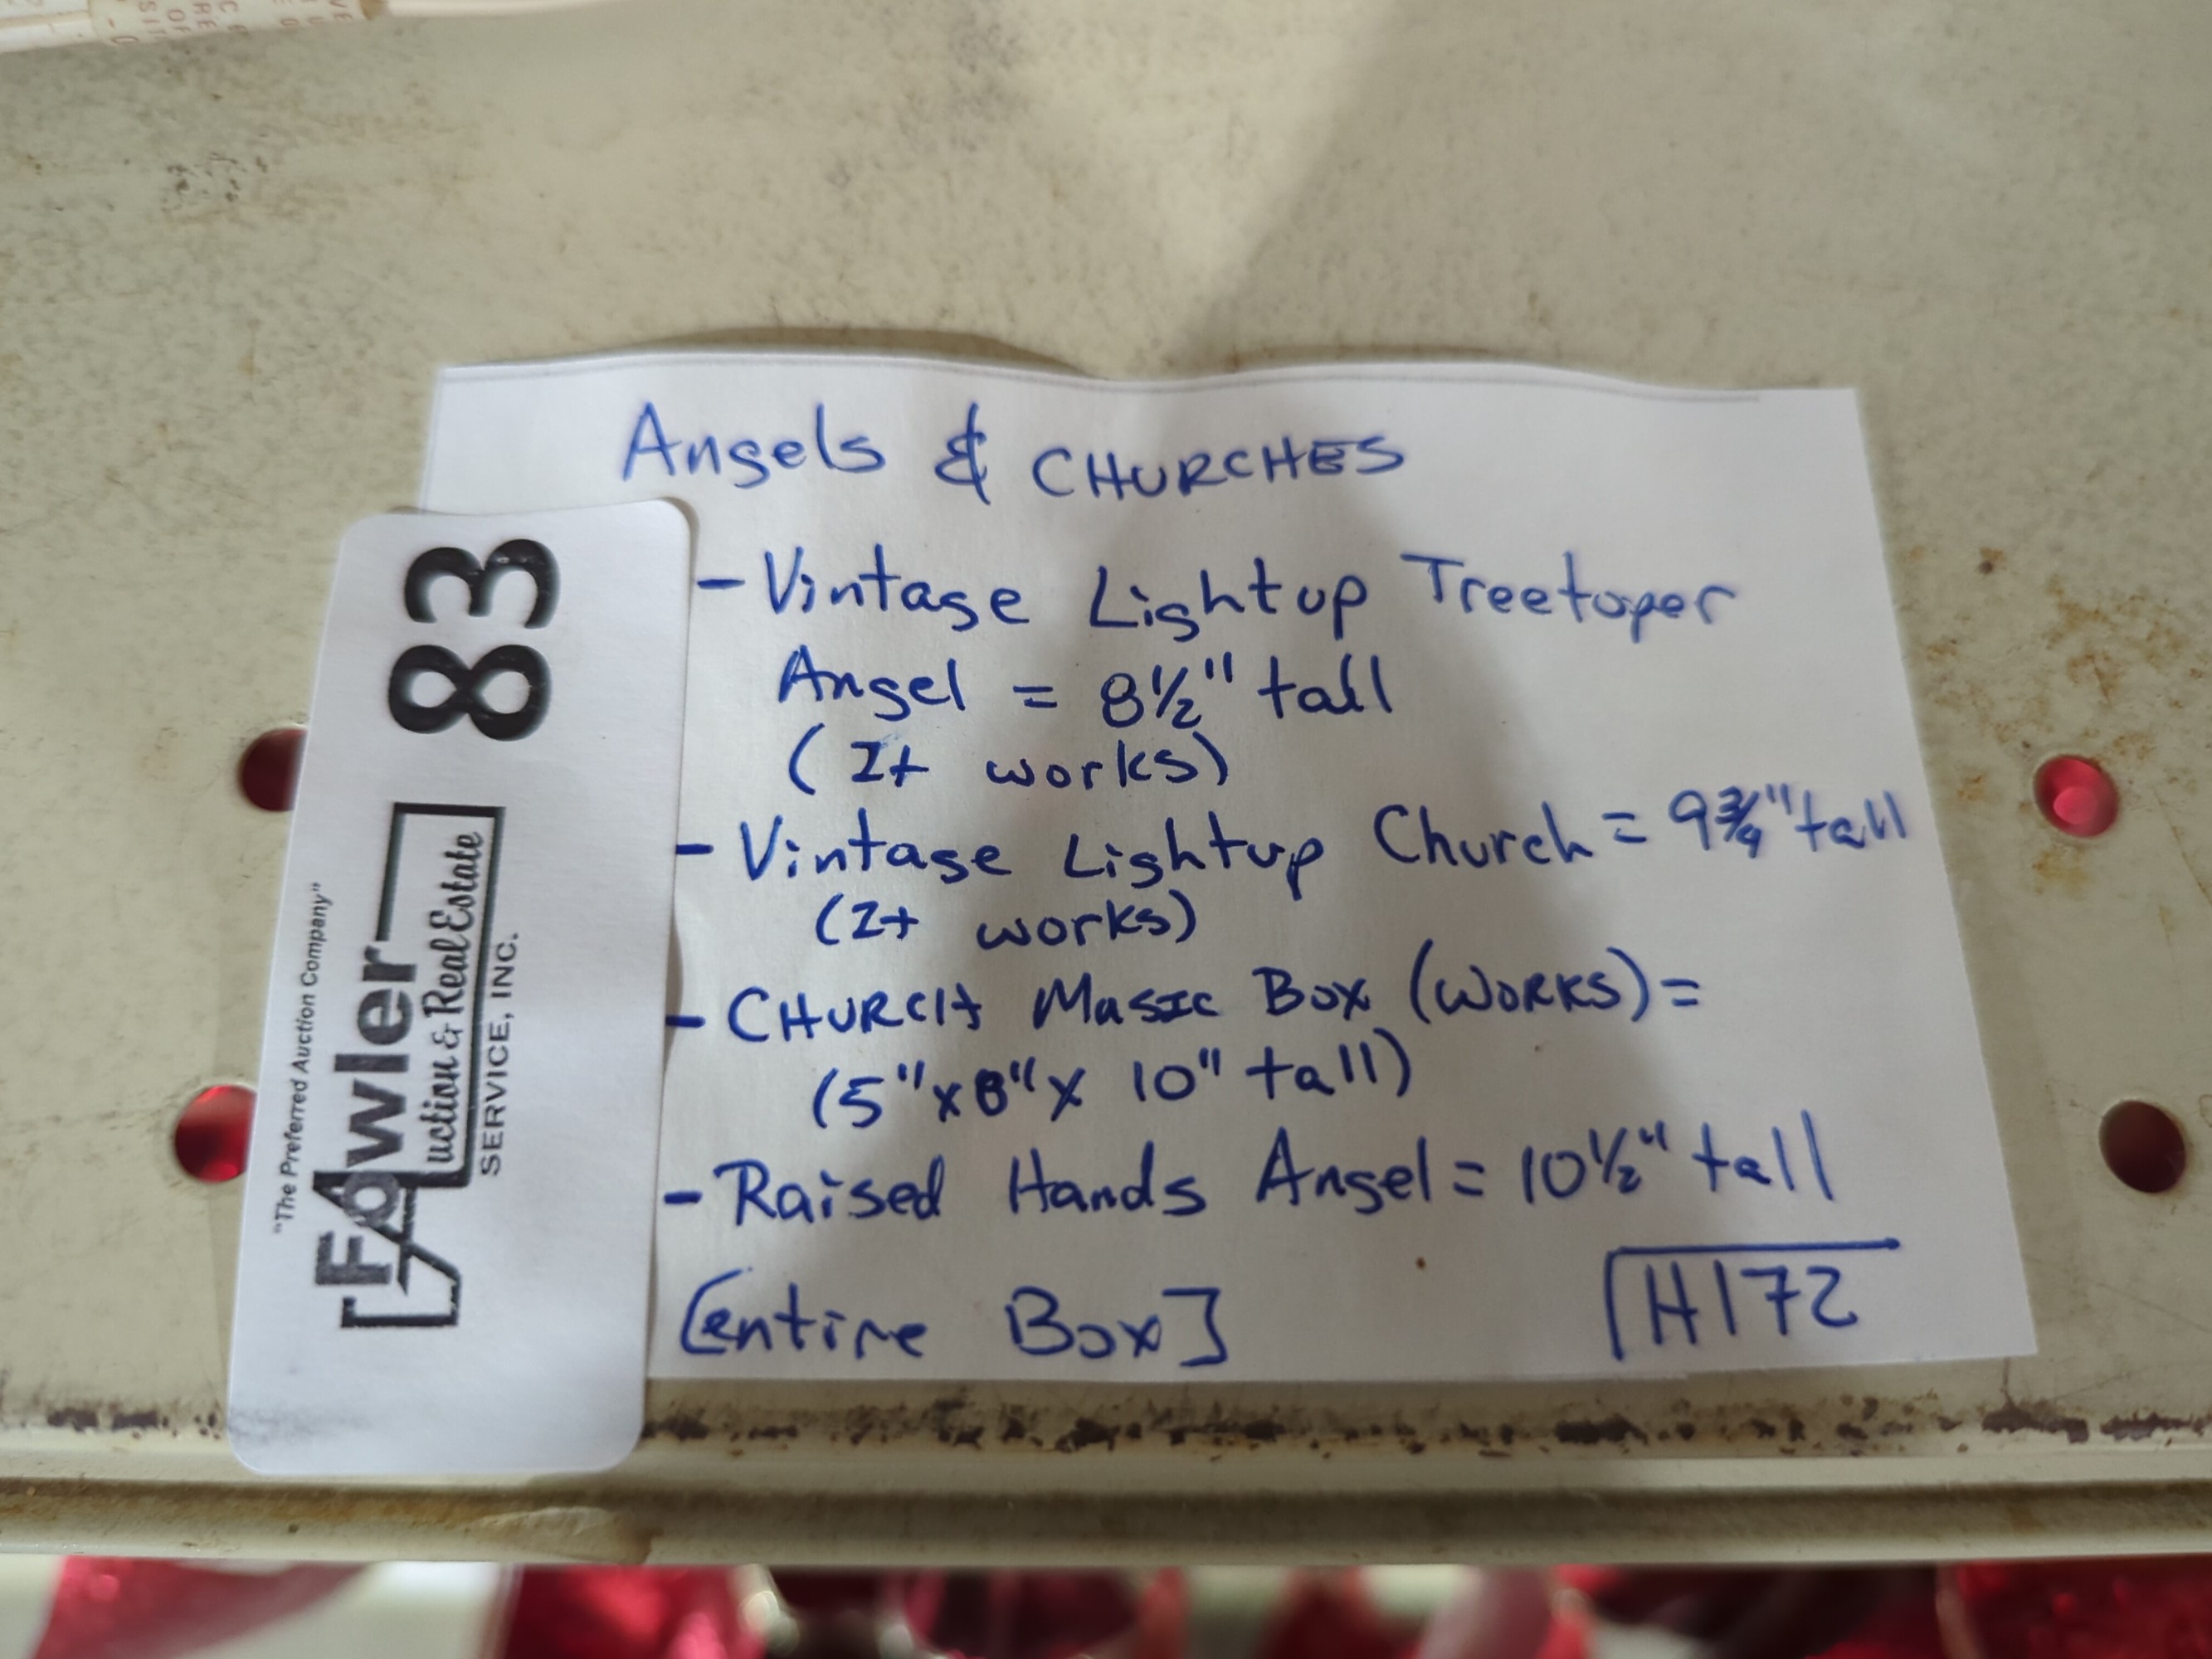 Angels & CHURCHES
- Vintage Lightup Treetoper
Angel = 8½" tall
(It works)
- Vintage Lightup Church = 9¾" tall
(It works)
- CHURCH Music Box (WORKS) =
(5" x 8" x 10" tall)
- Raised Hands Angel = 10½" tall
[entire Box]
H172
83
"The Preferred Auction Company"
Fowler
Auction & Real Estate
SERVICE, INC.